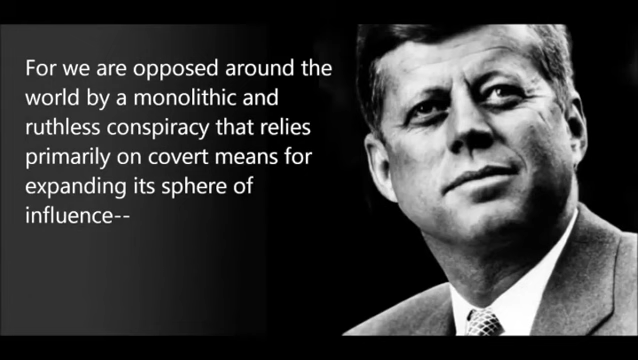 For we are opposed around the
world by a monolithic and
ruthless conspiracy that relies
primarily on covert means for
expanding its sphere of
influence--